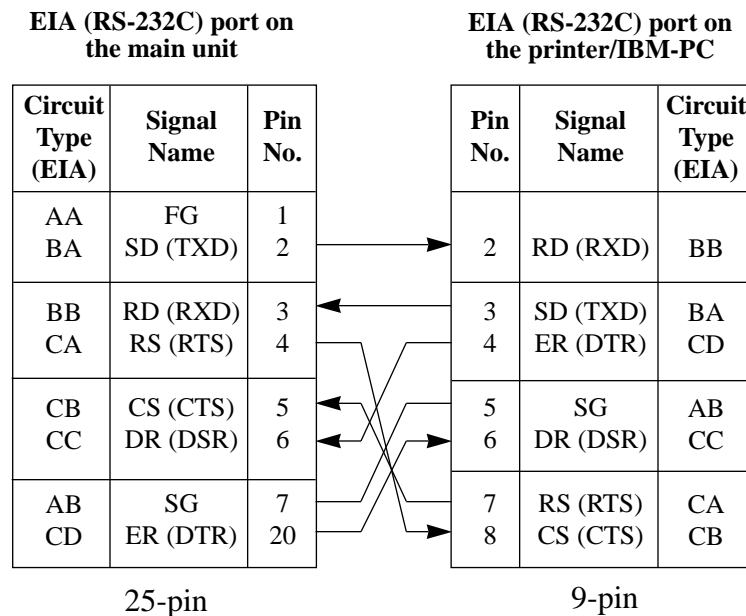 EIA (RS-232C) port on
the main unit
Circuit
Type
(EIA)
Signal
Name
Pin
No.
AA FG 1
BA SD (TXD) 2
BB RD (RXD) 3
CA RS (RTS) 4
CB CS (CTS) 5
CC DR (DSR) 6
AB SG 7
CD ER (DTR) 20
25-pin
EIA (RS-232C) port on
the printer/IBM-PC
Pin
No.
Signal
Name
Circuit
Type
(EIA)
2 RD (RXD) BB
3 SD (TXD) BA
4 ER (DTR) CD
5 SG AB
6 DR (DSR) CC
7 RS (RTS) CA
8 CS (CTS) CB
9-pin